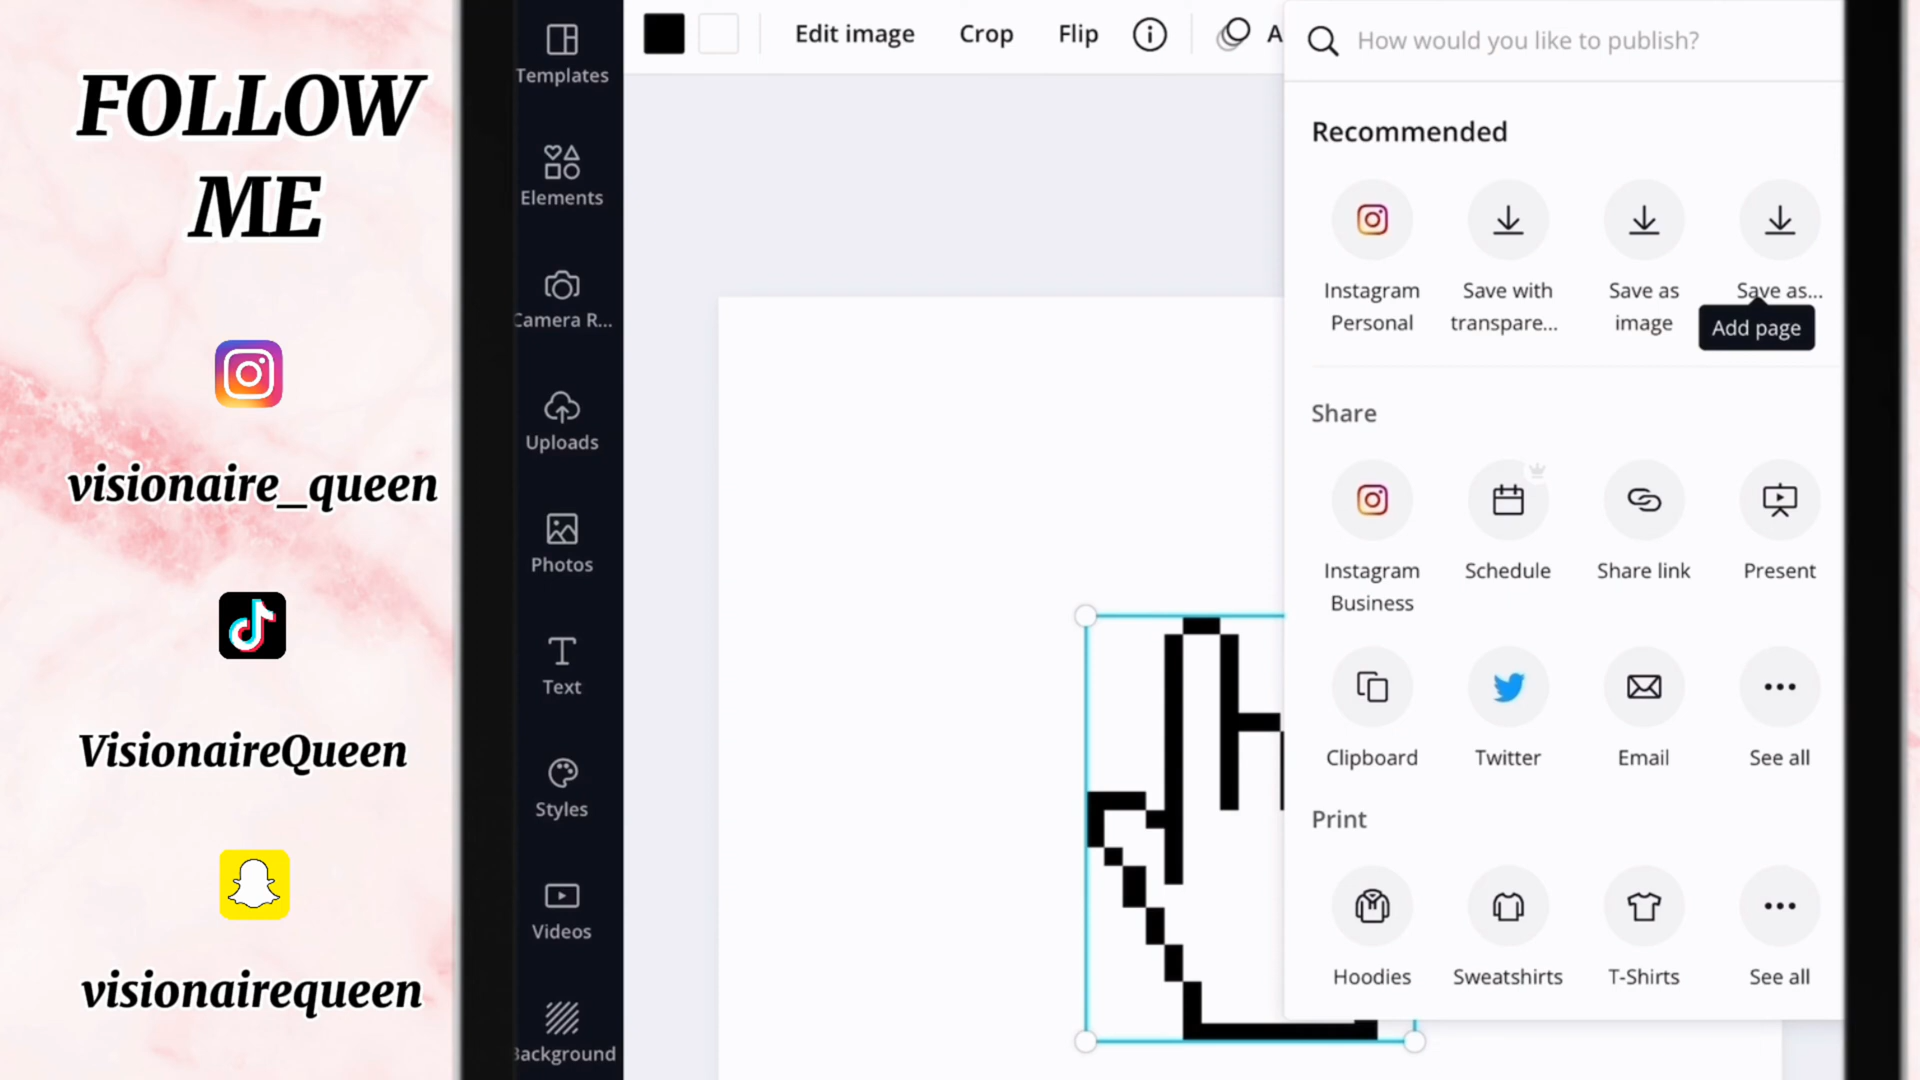 FOLLOW
ME
visionaire_queen
VisionaireQueen
visionairequeen
Templates
Elements
Camera R...
Uploads
Photos
Text
Styles
Videos
Background
Edit image
Crop
Flip
A
How would you like to publish?
Recommended
Instagram
Personal
Save with
transpare...
Save as
image
Save as...
Add page
Share
Instagram
Business
Schedule
Share link
Present
Clipboard
Twitter
Email
See all
Print
Hoodies
Sweatshirts
T-Shirts
See all